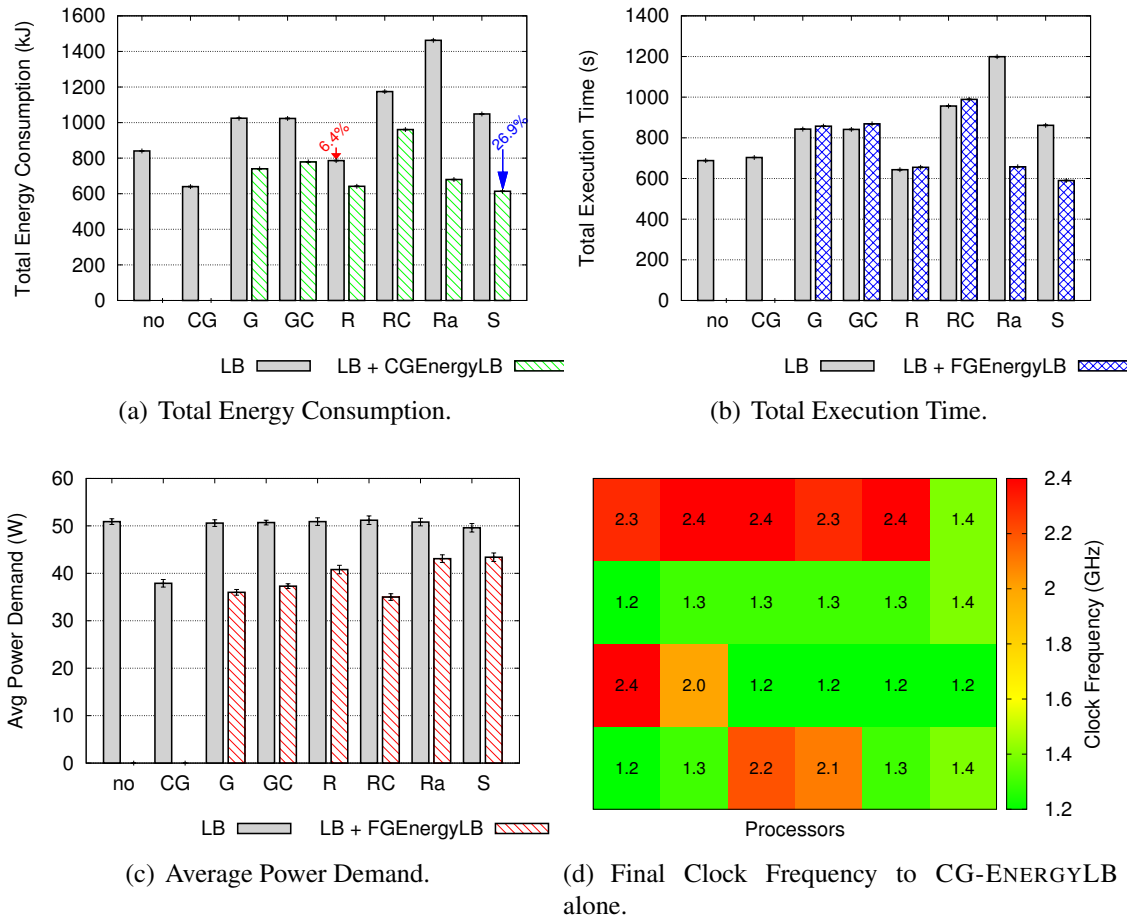 Total Energy Consumption (kJ)
1600
1400
1200
1000
800
600
400
200
0
6.4%
26.9%
no CG G GC R RC Ra S
LB LB + CGEnergyLB
(a) Total Energy Consumption.
Total Execution Time (s)
1400
1200
1000
800
600
400
200
0
no CG G GC R RC Ra S
LB LB + FGEnergyLB
(b) Total Execution Time.
Avg Power Demand (W)
60
50
40
30
20
10
0
no CG G GC R RC Ra S
LB LB + FGEnergyLB
(c) Average Power Demand.
2.3 2.4 2.4 2.3 2.4 1.4
1.2 1.3 1.3 1.3 1.3 1.4
2.4 2.0 1.2 1.2 1.2 1.2
1.2 1.3 2.2 2.1 1.3 1.4
Processors
2.4
2.2
2
1.8
1.6
1.4
1.2
Clock Frequency (GHz)
(d) Final Clock Frequency to CG-ENERGYLB
alone.